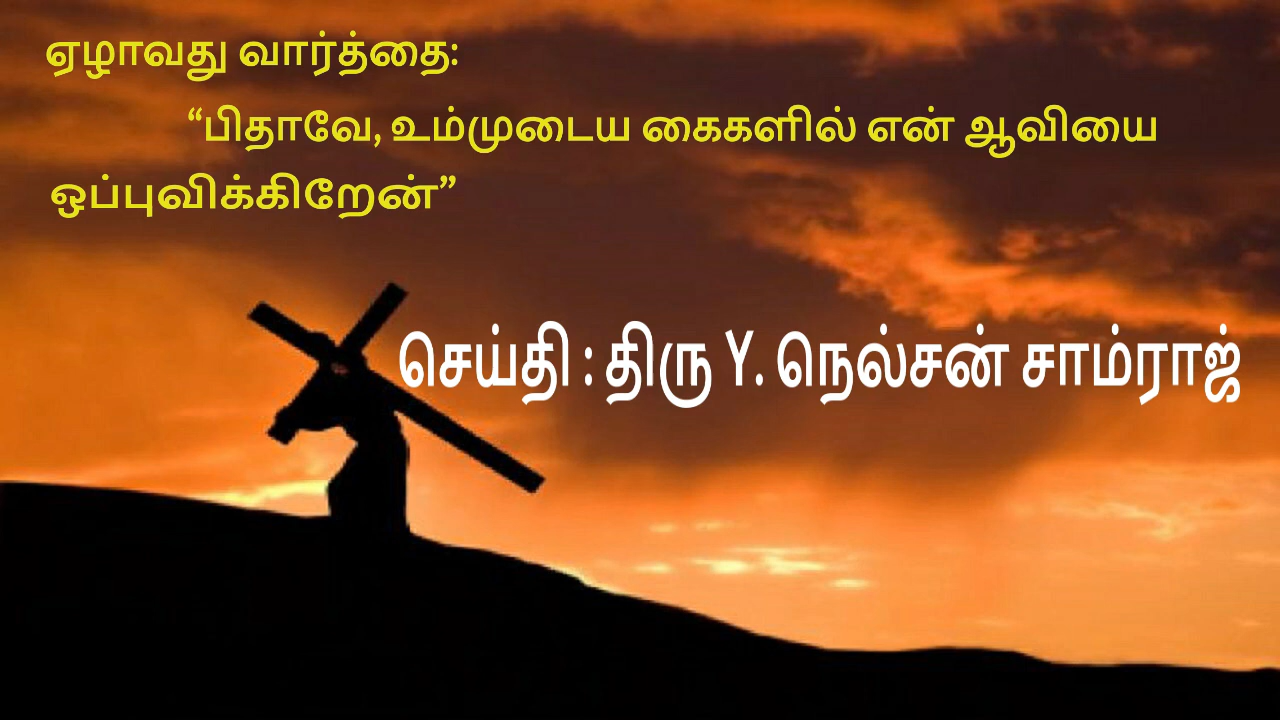 ஏழாவது வார்த்தை:
“பிதாவே, உம்முடைய கைகளில் என் ஆவியை
ஒப்புவிக்கிறேன்”
செய்தி : திரு Y. நெல்சன் சாம்ராஜ்